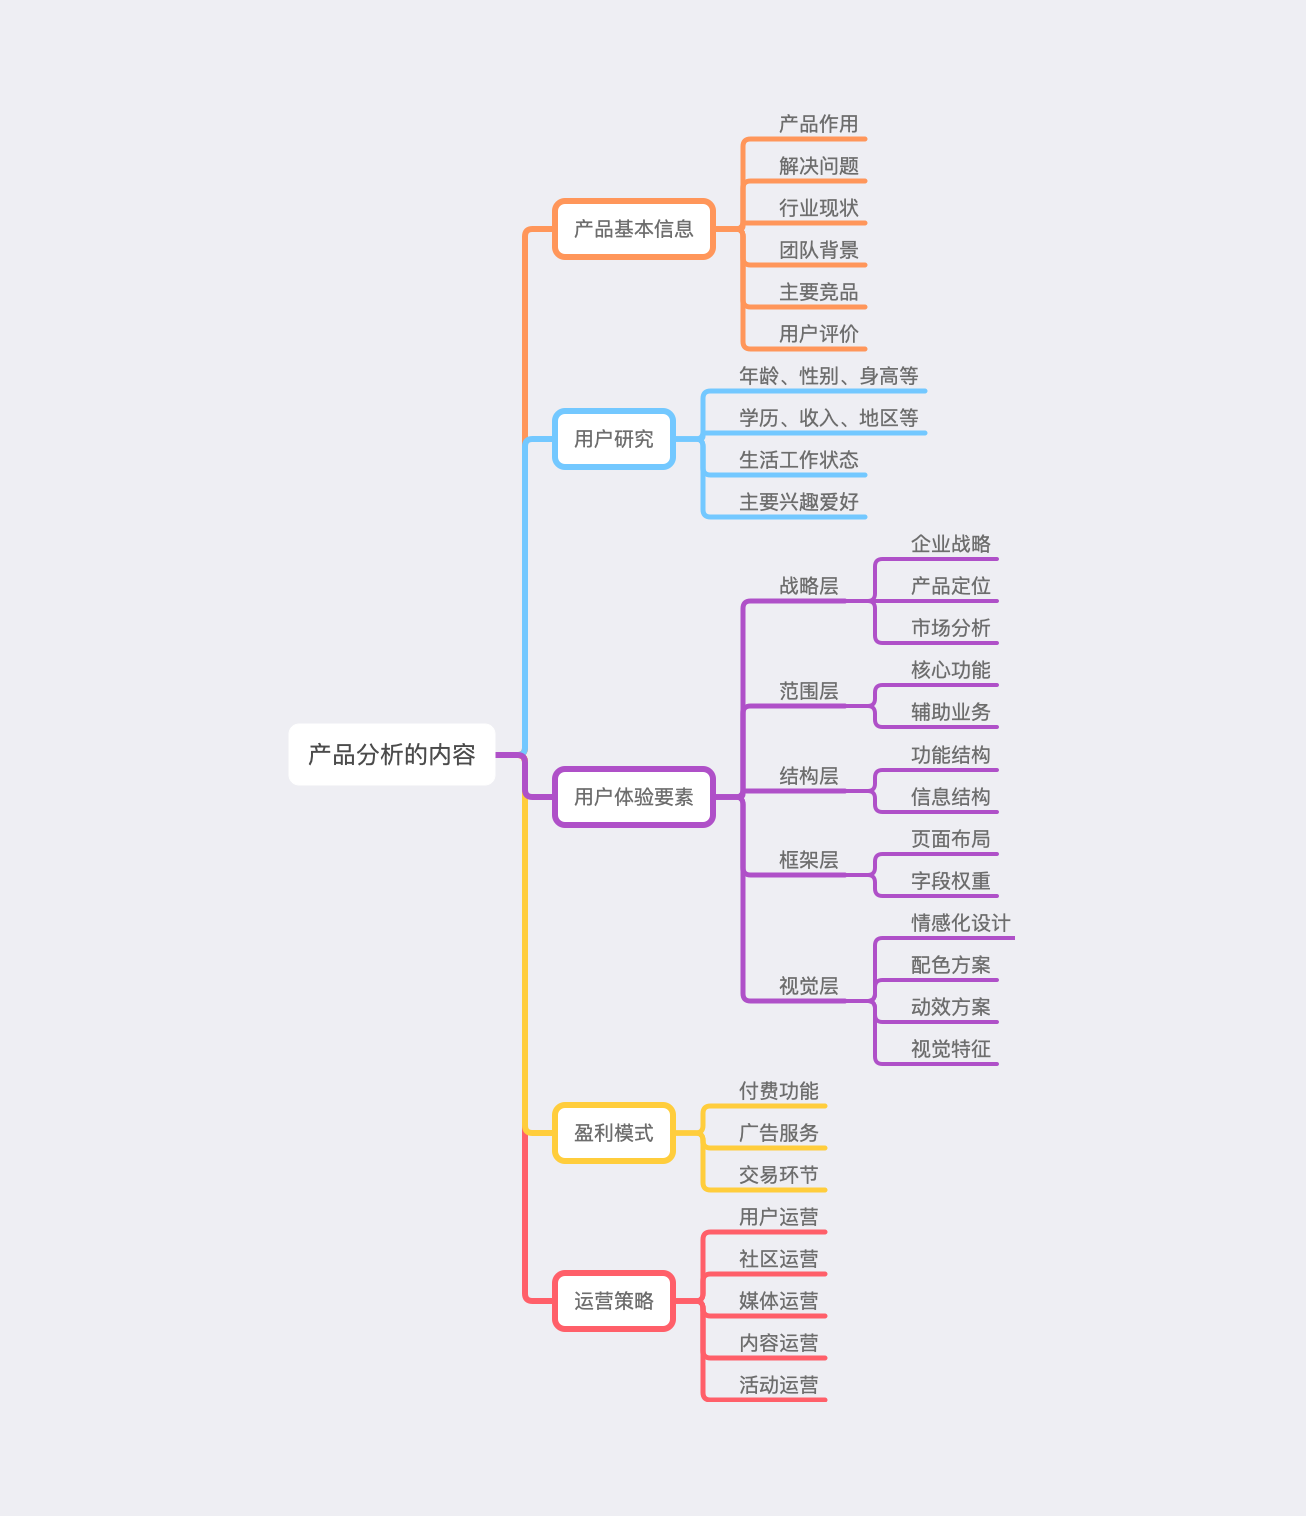 产品分析的内容
产品基本信息
产品作用
解决问题
行业现状
团队背景
主要竞品
用户评价
用户研究
年龄、性别、身高等
学历、收入、地区等
生活工作状态
主要兴趣爱好
用户体验要素
战略层
企业战略
产品定位
市场分析
范围层
核心功能
辅助业务
结构层
功能结构
信息结构
框架层
页面布局
字段权重
视觉层
情感化设计
配色方案
动效方案
视觉特征
盈利模式
付费功能
广告服务
交易环节
运营策略
用户运营
社区运营
媒体运营
内容运营
活动运营